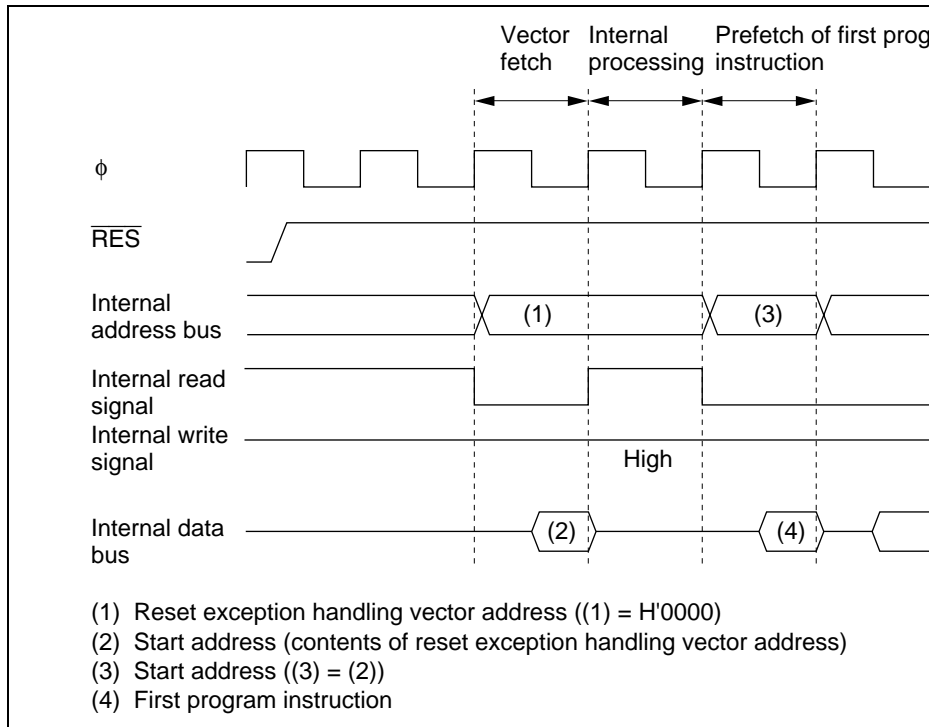 Vector fetch
Internal processing
Prefetch of first prog
instruction
ϕ
RES
Internal address bus
(1)
(3)
Internal read signal
Internal write signal
High
Internal data bus
(2)
(4)
(1) Reset exception handling vector address ((1) = H'0000)
(2) Start address (contents of reset exception handling vector address)
(3) Start address ((3) = (2))
(4) First program instruction